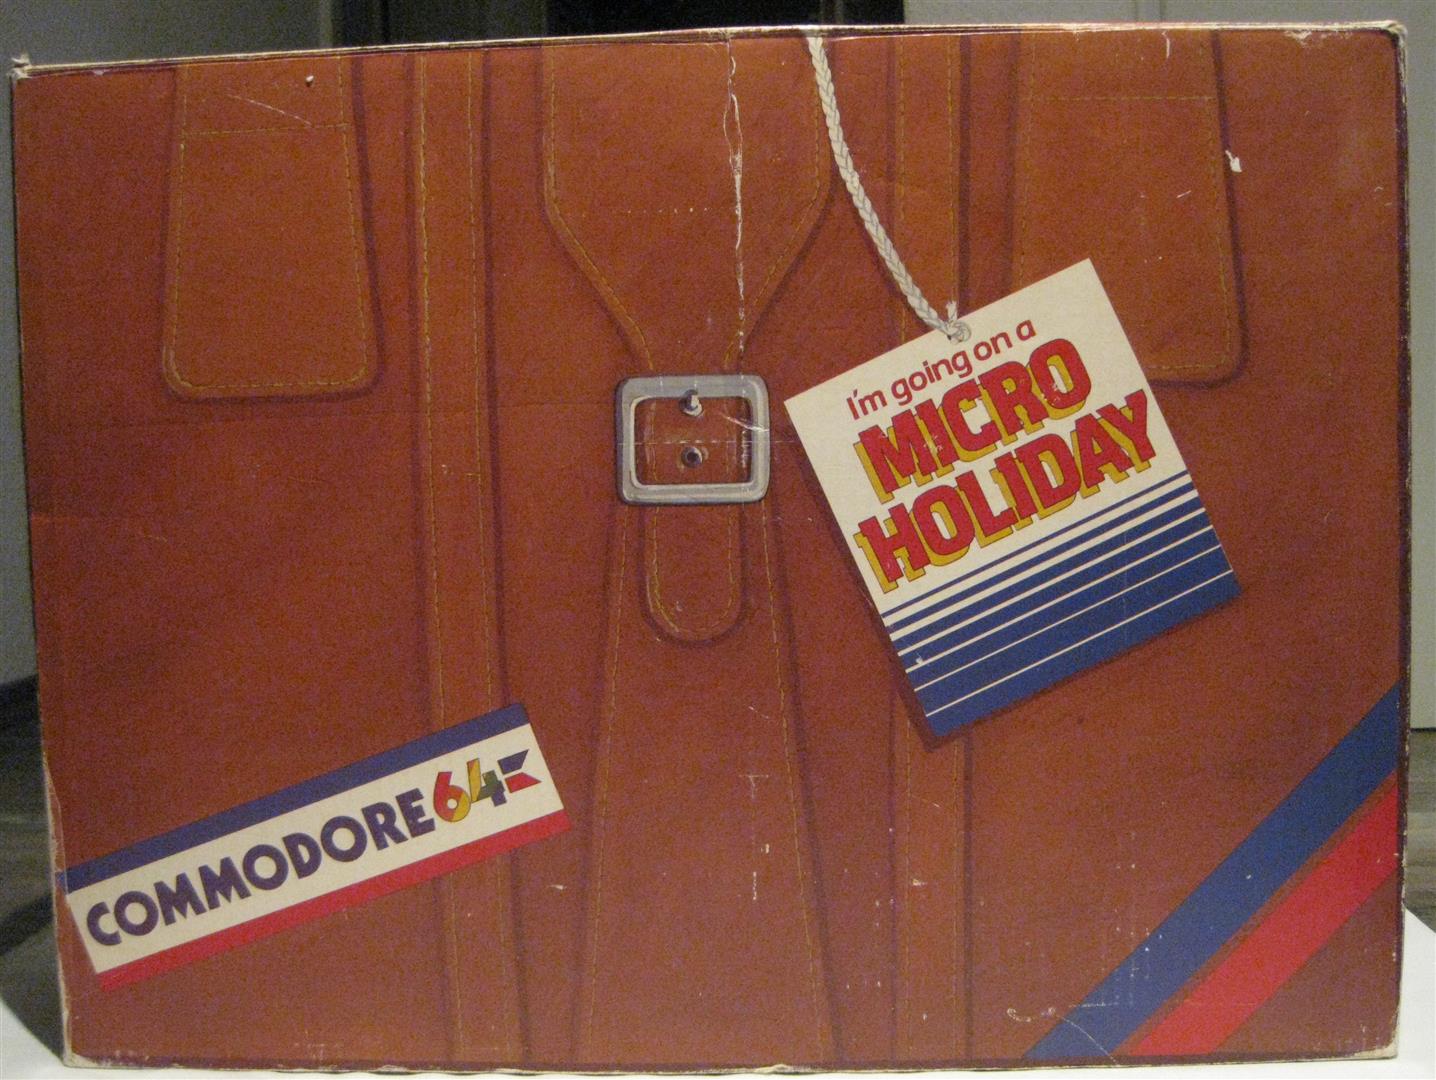 I'm going on a
MICRO
HOLIDAY
COMMODORE 64